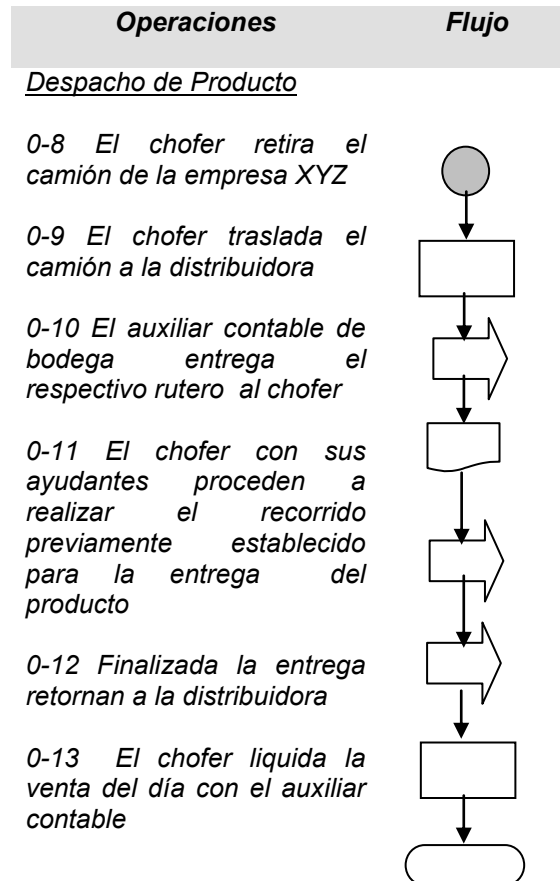 Operaciones Flujo
Despacho de Producto
0-8 El chofer retira el
camión de la empresa XYZ
0-9 El chofer traslada el
camión a la distribuidora
0-10 El auxiliar contable de
bodega entrega el
respectivo rutero al chofer
0-11 El chofer con sus
ayudantes proceden a
realizar el recorrido
previamente establecido
para la entrega del
producto
0-12 Finalizada la entrega
retornan a la distribuidora
0-13 El chofer liquida la
venta del día con el auxiliar
contable